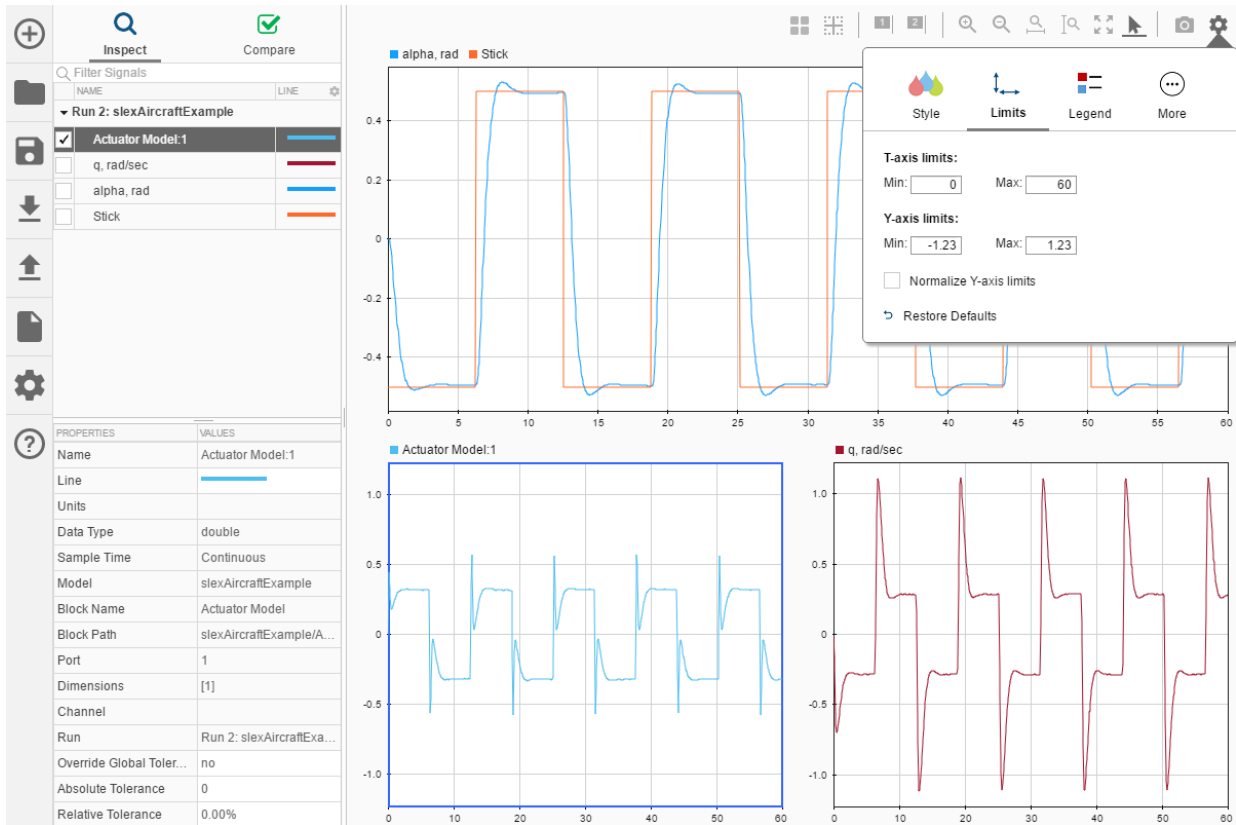 Inspect
Compare
Filter Signals
NAME LINE
Run 2: slexAircraftExample
Actuator Model:1
q, rad/sec
alpha, rad
Stick
PROPERTIES VALUES
Name Actuator Model:1
Line
Units
Data Type double
Sample Time Continuous
Model slexAircraftExample
Block Name Actuator Model
Block Path slexAircraftExample/A...
Port 1
Dimensions [1]
Channel
Run Run 2: slexAircraftExa...
Override Global Toler... no
Absolute Tolerance 0
Relative Tolerance 0.00%
1 2
alpha, rad Stick
0.4
0.2
0
-0.2
-0.4
0 5 10 15 20 25 30 35 40 45 50 55 60
Style Limits Legend More
T-axis limits:
Min: 0 Max: 60
Y-axis limits:
Min: -1.23 Max: 1.23
Normalize Y-axis limits
Restore Defaults
Actuator Model:1
1.0
0.5
0
-0.5
-1.0
0 10 20 30 40 50 60
q, rad/sec
1.0
0.5
0
-0.5
-1.0
0 10 20 30 40 50 60